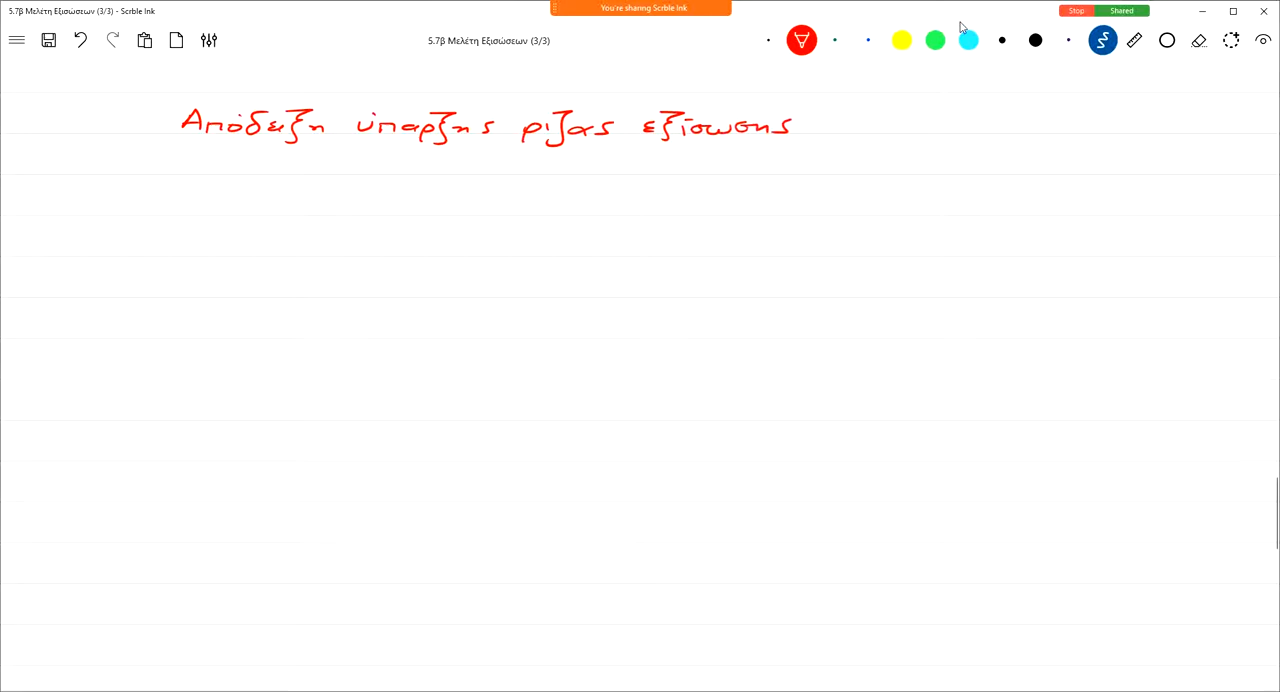 5.7β Μελέτη Εξισώσεων (3/3) - Scrble Ink
You're sharing Scrble Ink
Stop Shared
5.7β Μελέτη Εξισώσεων (3/3)
Απόδειξη ύπαρξης ριζας εξίσωσης